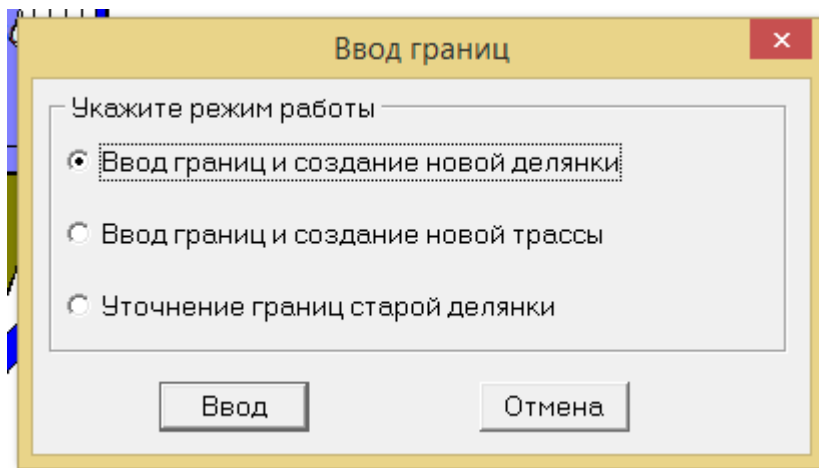 Ввод границ
Укажите режим работы
Ввод границ и создание новой делянки
Ввод границ и создание новой трассы
Уточнение границ старой делянки
Ввод
Отмена